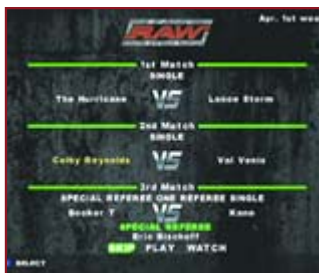 Apr. 1st wee
RAW
1st Match
SINGLE
The Hurricane VS Lance Storm
2nd Match
SINGLE
Colby Reynolds VS Val Venis
3rd Match
SPECIAL REFEREE ONE REFEREE SINGLE
Booker T VS Kane
SPECIAL REFEREE
Eric Bischoff
SKIP PLAY WATCH
SELECT